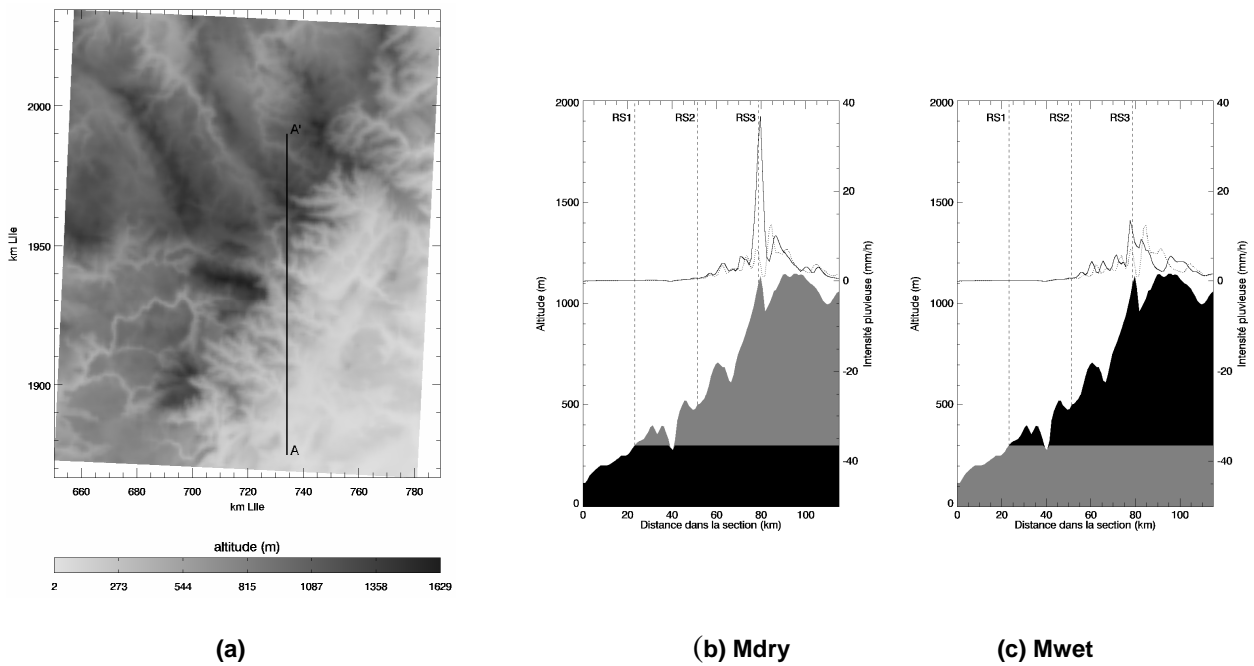 2000
1950
1900
km LIIe
A'
A
660 680 700 720 740 760 780
km LIIe
altitude (m)
2 273 544 815 1087 1358 1629
(a)
2000
1500
1000
500
0
Altitude (m)
RS1 RS2 RS3
40
20
0
-20
-40
Intensité pluvieuse (mm/h)
0 20 40 60 80 100
Distance dans la section (km)
(b) Mdry
2000
1500
1000
500
0
Altitude (m)
RS1 RS2 RS3
40
20
0
-20
-40
Intensité pluvieuse (mm/h)
0 20 40 60 80 100
Distance dans la section (km)
(c) Mwet